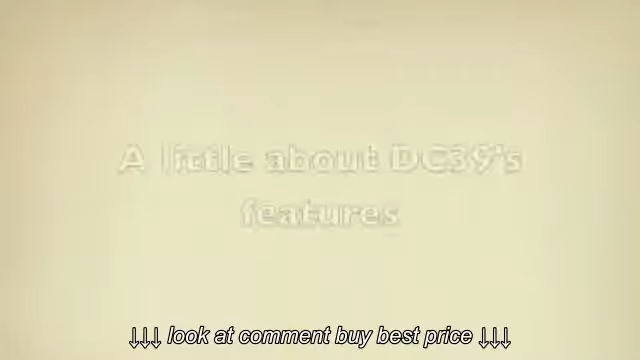 A little about DC39's
features
↓↓↓ look at comment buy best price ↓↓↓